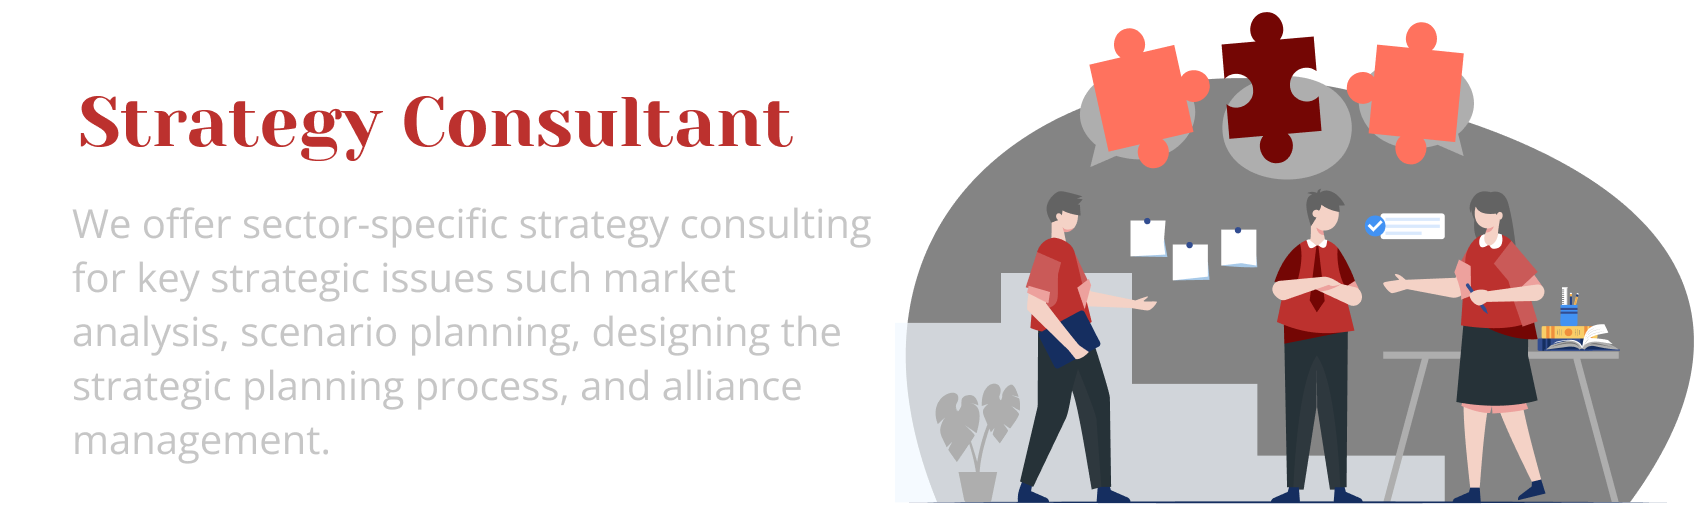 Strategy Consultant
We offer sector-specific strategy consulting
for key strategic issues such market
analysis, scenario planning, designing the
strategic planning process, and alliance
management.